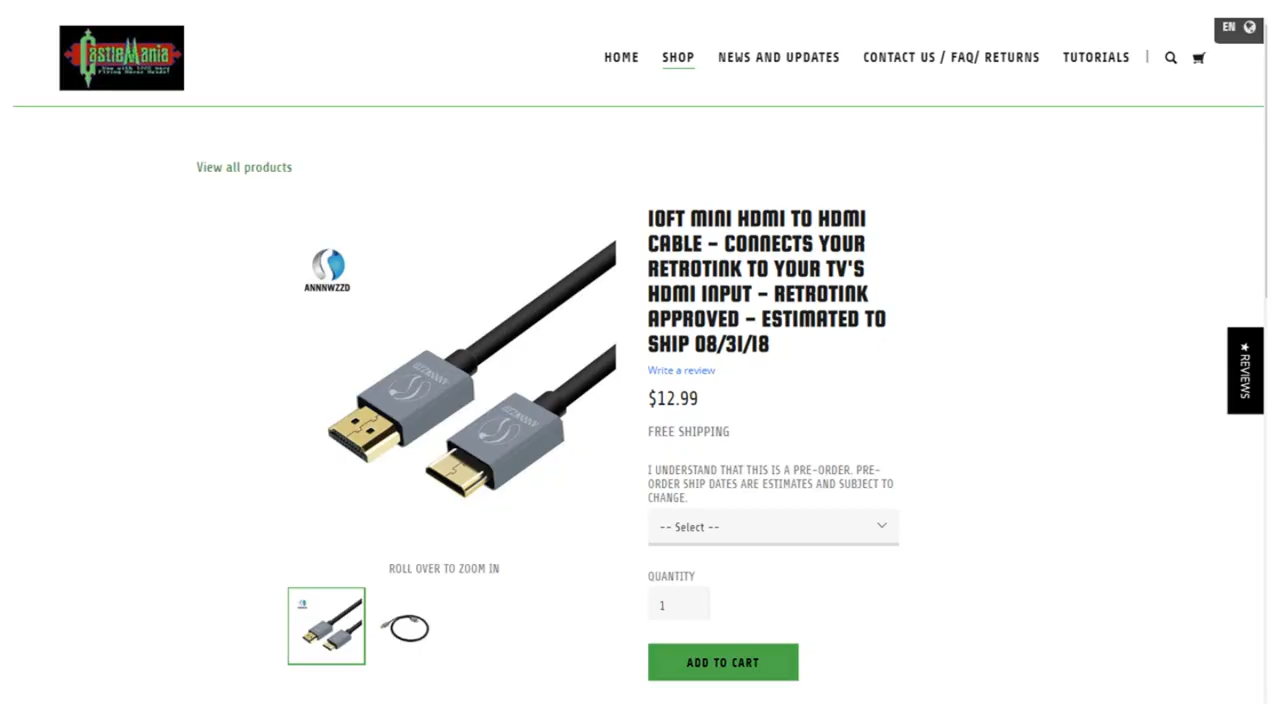 CastleMania
EN
HOME SHOP NEWS AND UPDATES CONTACT US / FAQ/ RETURNS TUTORIALS |
View all products
ANNNWZZD
ANNNWZZD
ANNNWZZD
10FT MINI HDMI TO HDMI
CABLE - CONNECTS YOUR
RETROTINK TO YOUR TV'S
HDMI INPUT - RETROTINK
APPROVED - ESTIMATED TO
SHIP 08/31/18
Write a review
$12.99
FREE SHIPPING
I UNDERSTAND THAT THIS IS A PRE-ORDER. PRE-
ORDER SHIP DATES ARE ESTIMATES AND SUBJECT TO
CHANGE.
-- Select --
QUANTITY
1
ADD TO CART
ROLL OVER TO ZOOM IN
★ REVIEWS